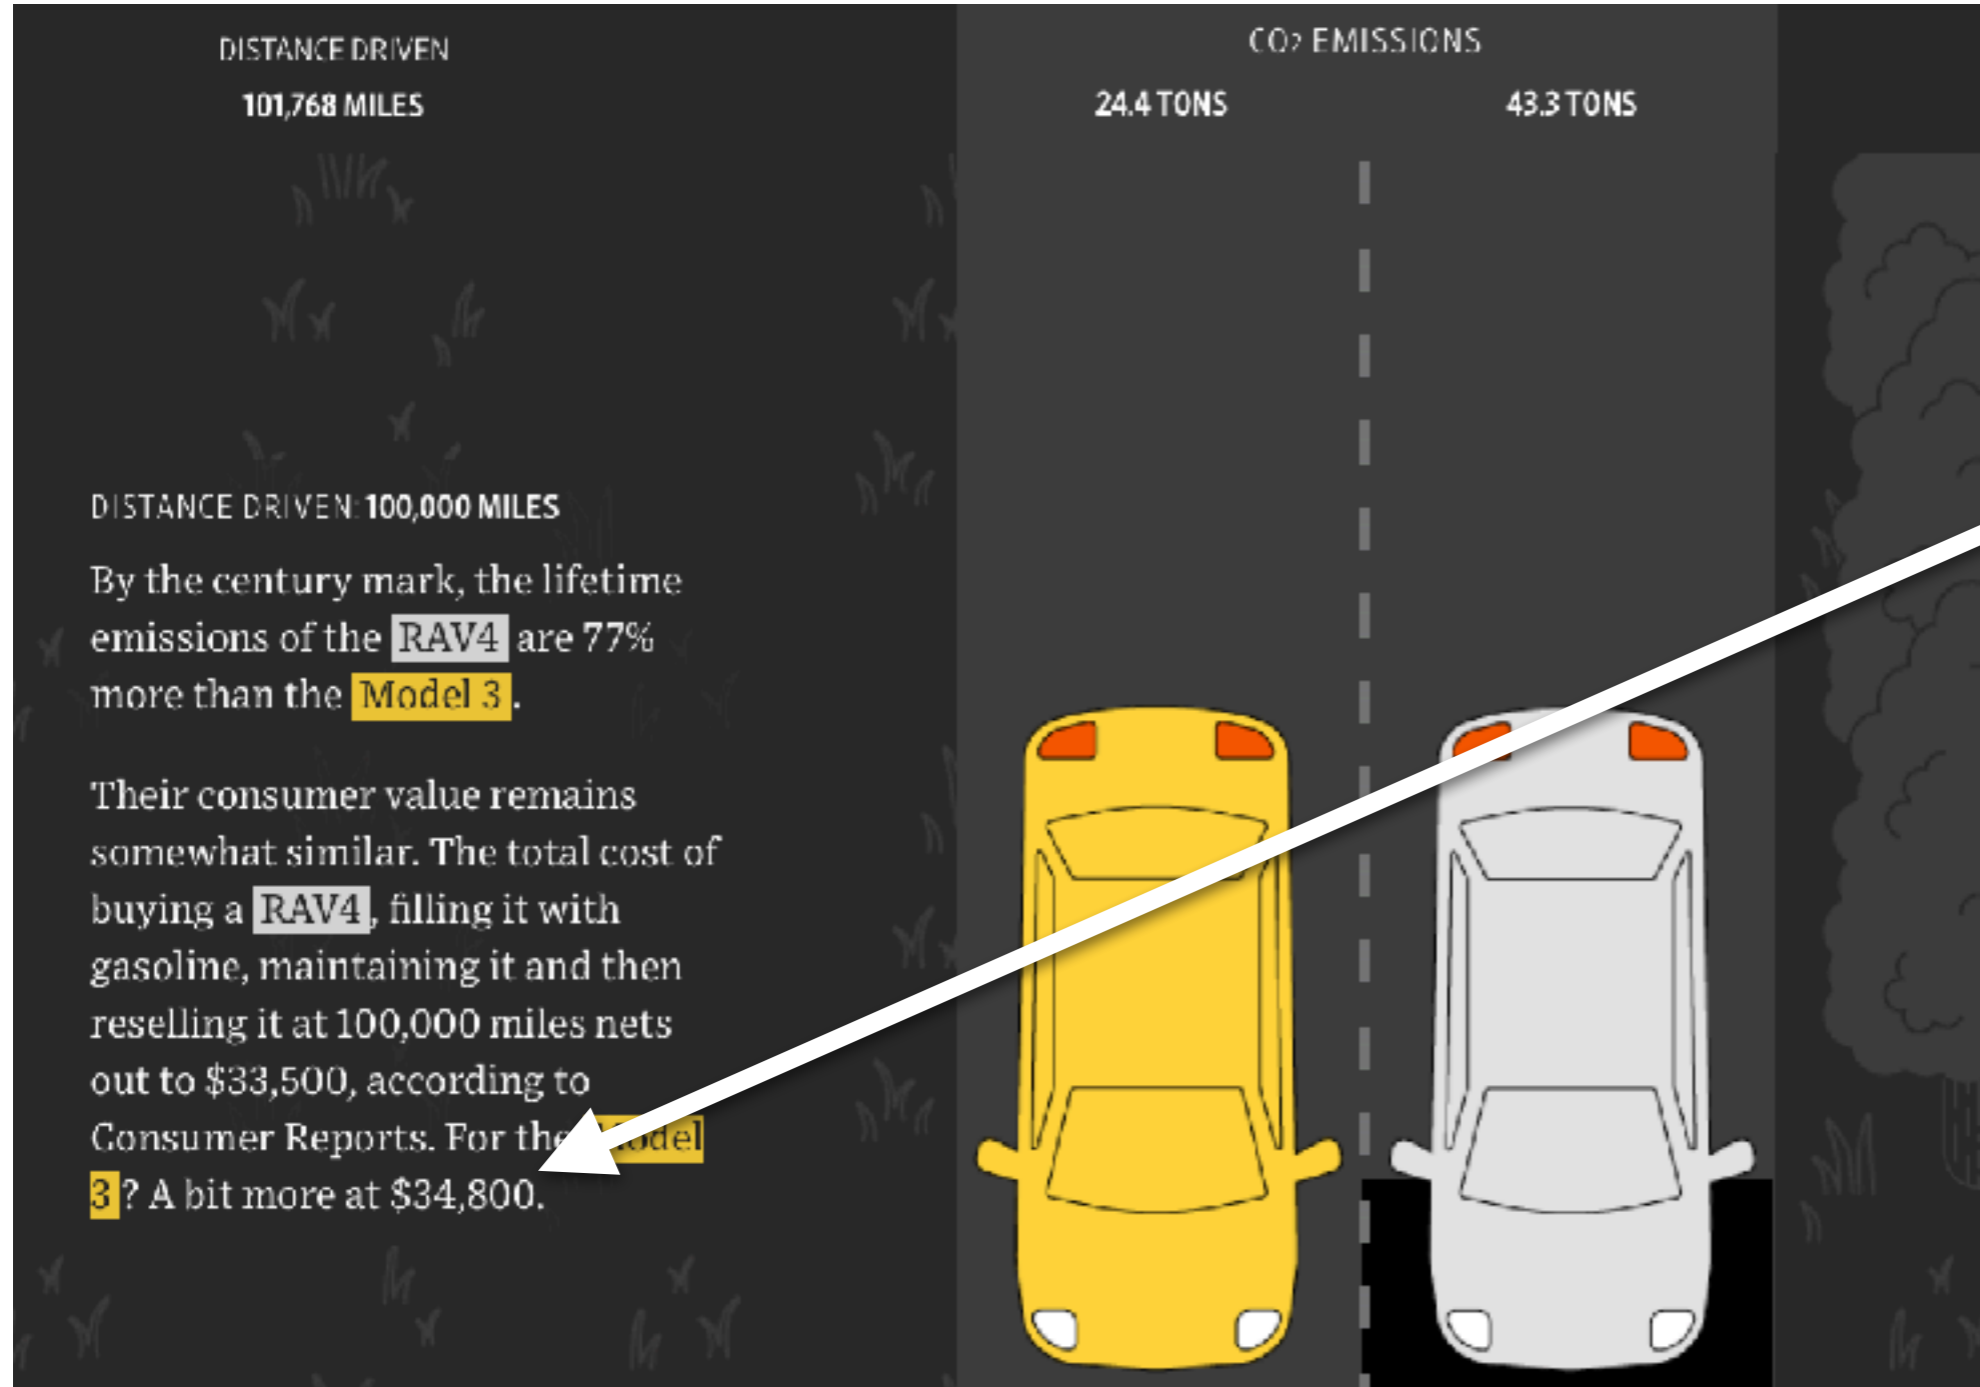 DISTANCE DRIVEN
101,768 MILES
CO2 EMISSIONS
24.4 TONS
43.3 TONS
DISTANCE DRIVEN: 100,000 MILES
By the century mark, the lifetime
emissions of the RAV4 are 77%
more than the Model 3.
Their consumer value remains
somewhat similar. The total cost of
buying a RAV4, filling it with
gasoline, maintaining it and then
reselling it at 100,000 miles nets
out to $33,500, according to
Consumer Reports. For the Model
3? A bit more at $34,800.